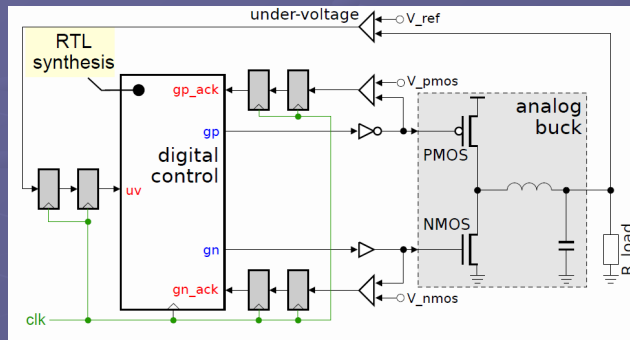 under-voltage
V_ref
RTL
synthesis
gp_ack
V_pmos
analog
buck
gp
digital
control
PMOS
uv
NMOS
gn
R_load
gn_ack
V_nmos
clk